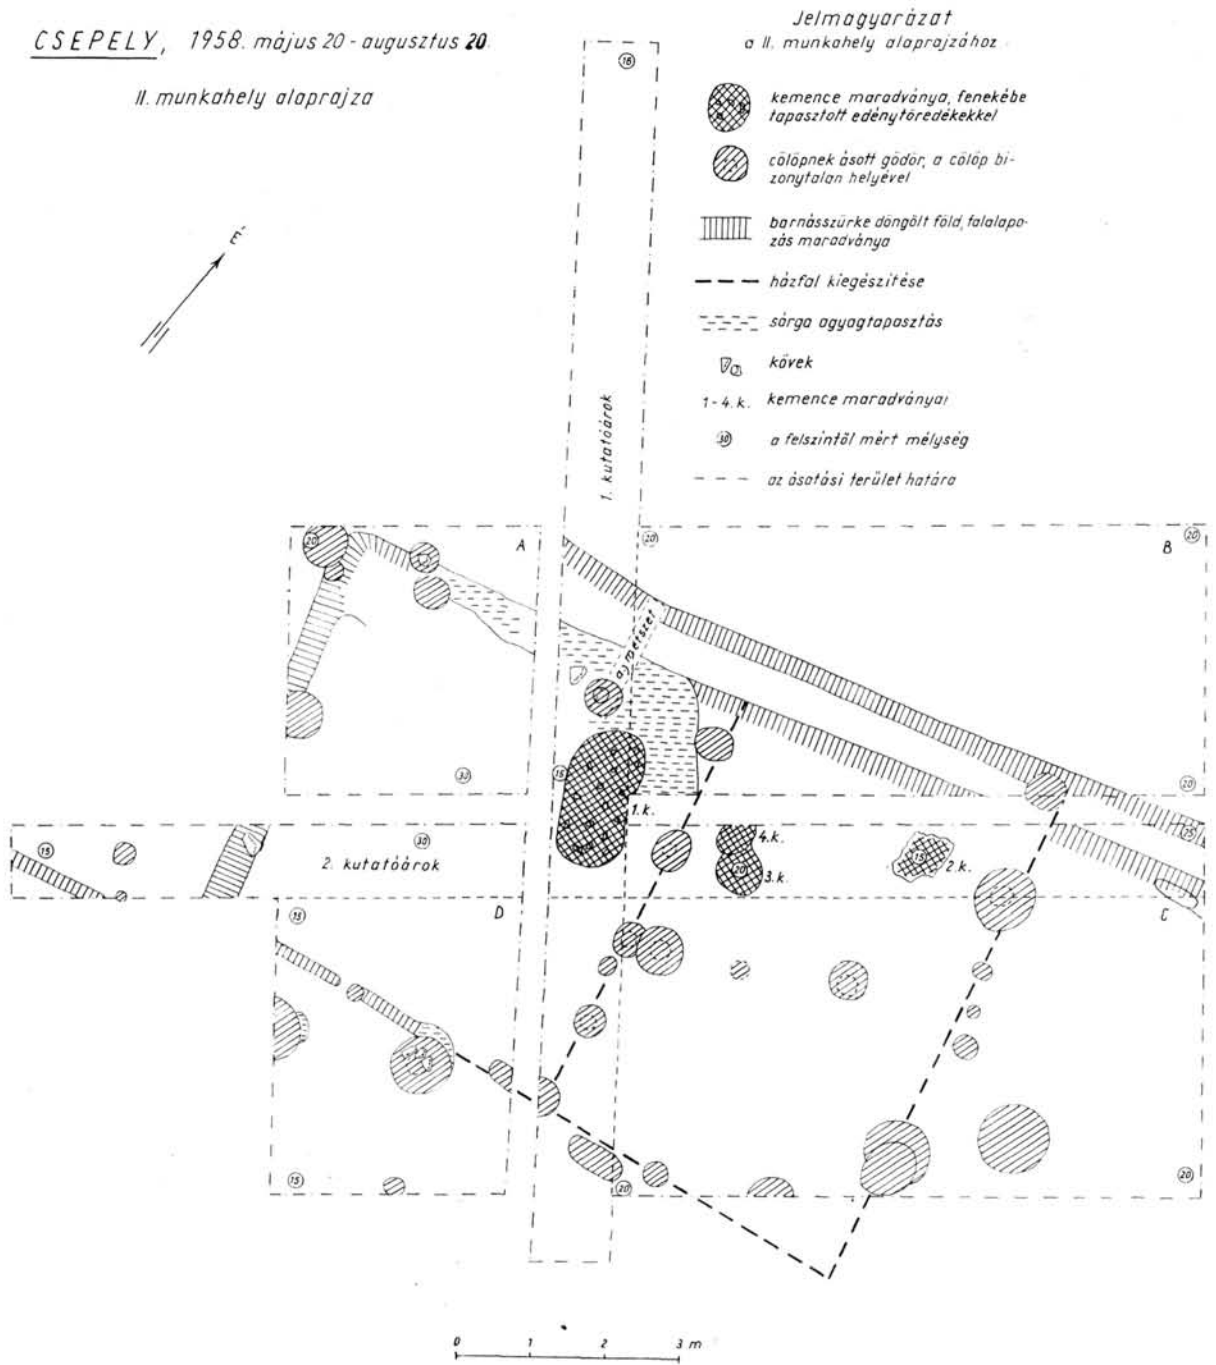 CSEPELY, 1958. május 20 - augusztus 20.
II. munkahely alaprajza
Jelmagyarázat
a II. munkahely alaprajzához
kemence maradványa, fenekébe
tapasztott edénytöredékekkel
cölöpnek ásott gödör, a cölöp bi-
zonytalan helyével
barnásszürke döngölt föld, falalapo-
zás maradványa
házfal kiegészítése
sárga agyagtapasztás
kövek
1-4. k. kemence maradványai
30 a felszíntől mért mélység
az ásatási terület határa
É
18
1. kutatóárok
20
A
20
B
20
a j metszet
30
15
1.k.
20
15
30
2. kutatóárok
4.k.
20
3.k.
15
2.k.
25
15
D
C
15
20
20
0 1 2 3 m